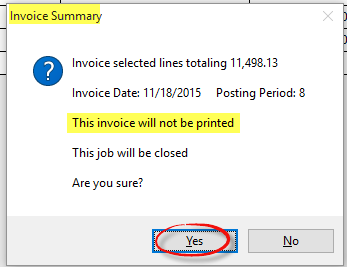 Invoice Summary
Invoice selected lines totaling 11,498.13
Invoice Date: 11/18/2015 Posting Period: 8
This invoice will not be printed
This job will be closed
Are you sure?
Yes No